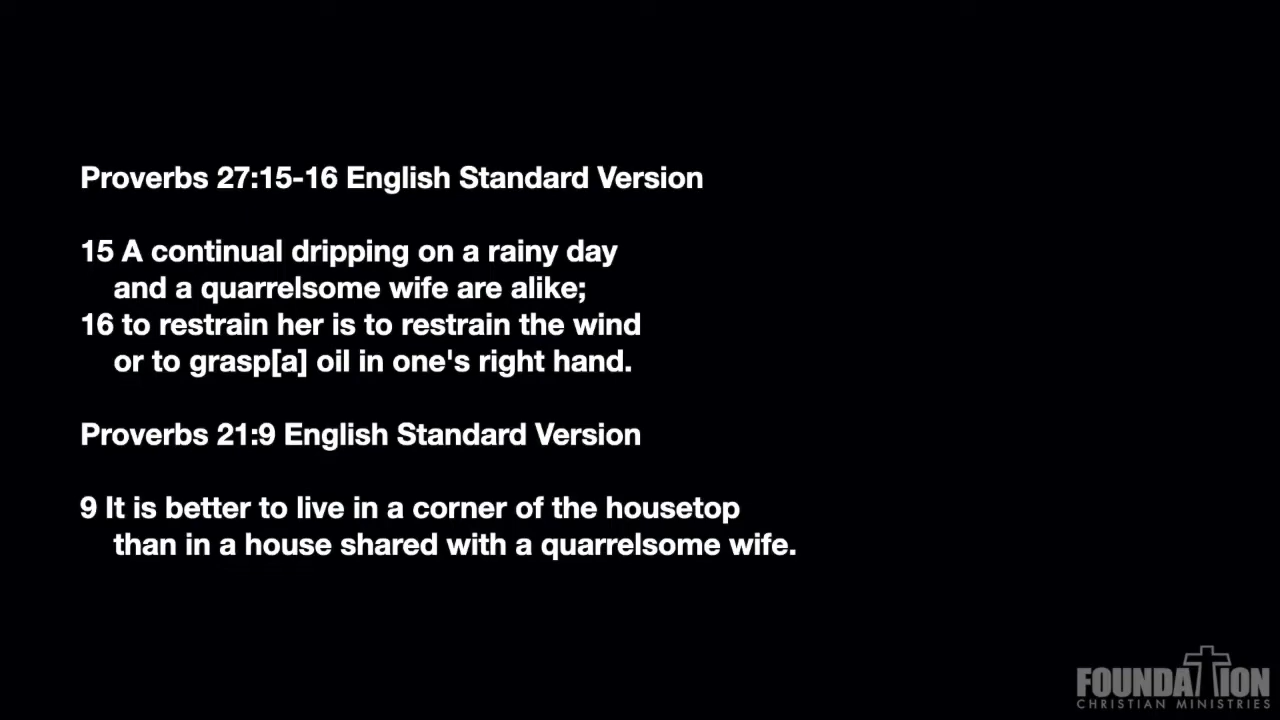 Proverbs 27:15-16 English Standard Version
15 A continual dripping on a rainy day
and a quarrelsome wife are alike;
16 to restrain her is to restrain the wind
or to grasp[a] oil in one's right hand.
Proverbs 21:9 English Standard Version
9 It is better to live in a corner of the housetop
than in a house shared with a quarrelsome wife.
FOUNDATION
CHRISTIAN MINISTRIES